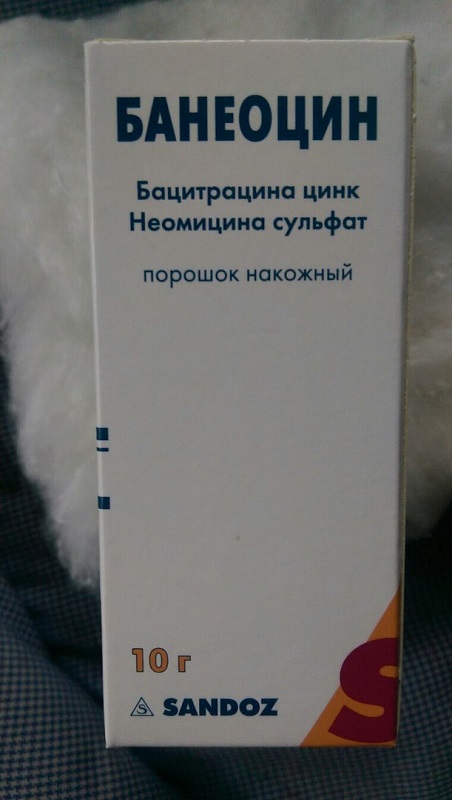 БАНЕОЦИН
Бацитрацина цинк
Неомицина сульфат
порошок накожный
10 г
S SANDOZ
S